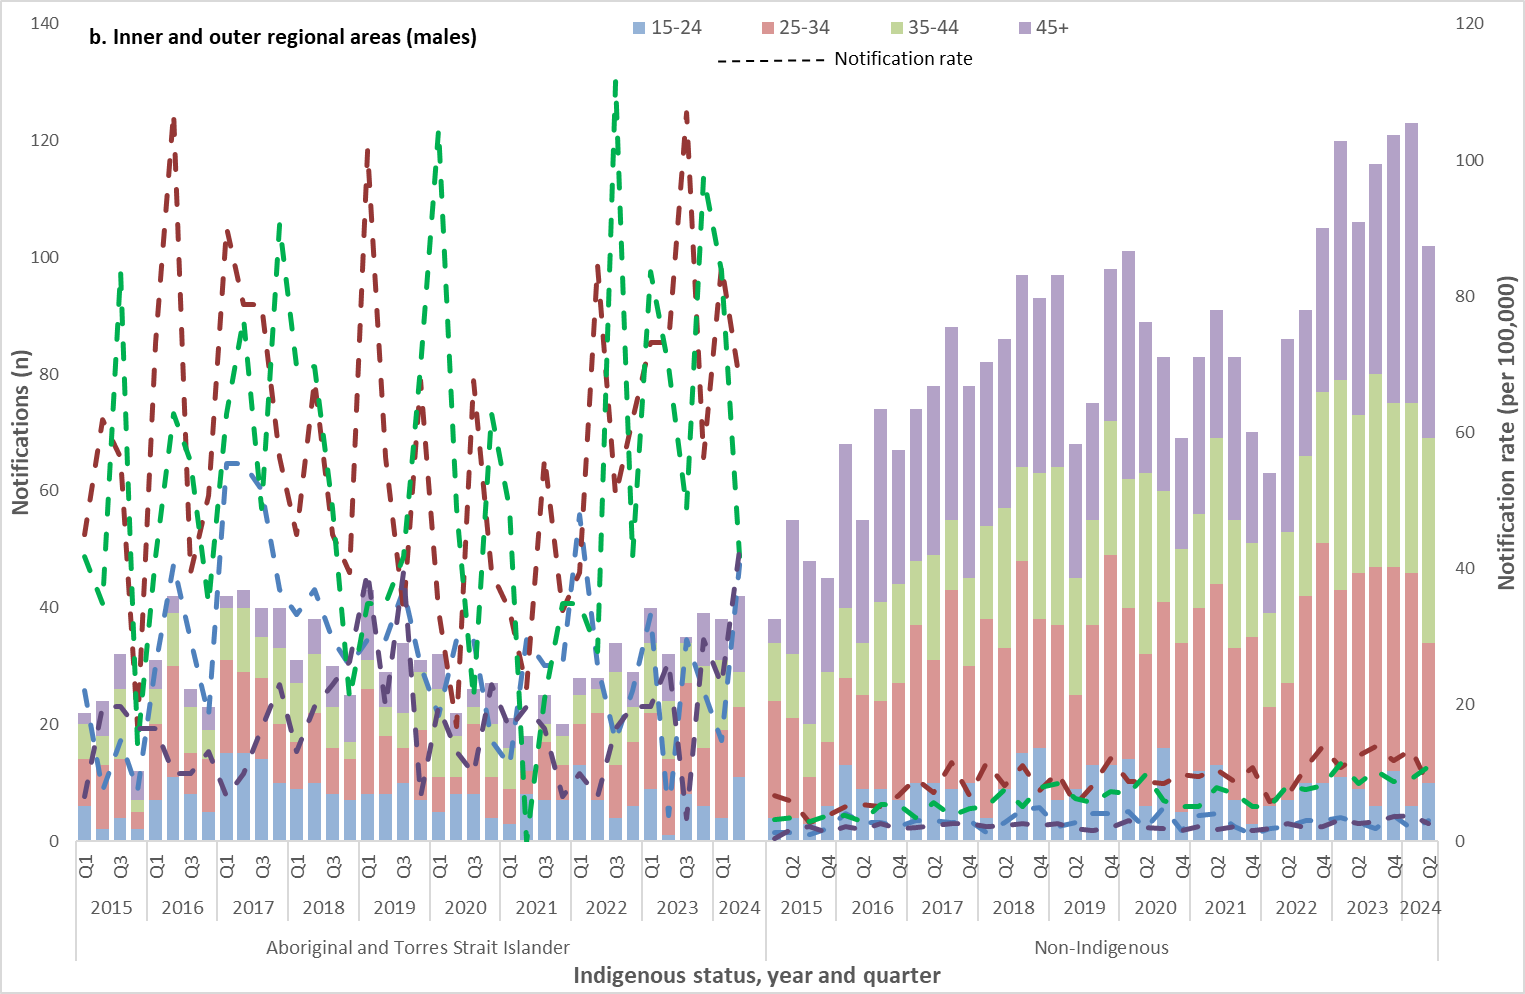 140
120
100
80
60
40
20
0
Notifications (n)
b. Inner and outer regional areas (males)
15-24 25-34 35-44 45+
Notification rate
120
100
80
60
40
20
0
Notification rate (per 100,000)
Q1 Q3 Q1 Q3 Q1 Q3 Q1 Q3 Q1 Q3 Q1 Q3 Q1 Q3 Q1 Q3 Q1 Q3 Q1 Q2 Q4 Q2 Q4 Q2 Q4 Q2 Q4 Q2 Q4 Q2 Q4 Q2 Q4 Q2 Q4 Q2 Q4 Q2
2015 2016 2017 2018 2019 2020 2021 2022 2023 2024 2015 2016 2017 2018 2019 2020 2021 2022 2023 2024
Aboriginal and Torres Strait Islander Non-Indigenous
Indigenous status, year and quarter